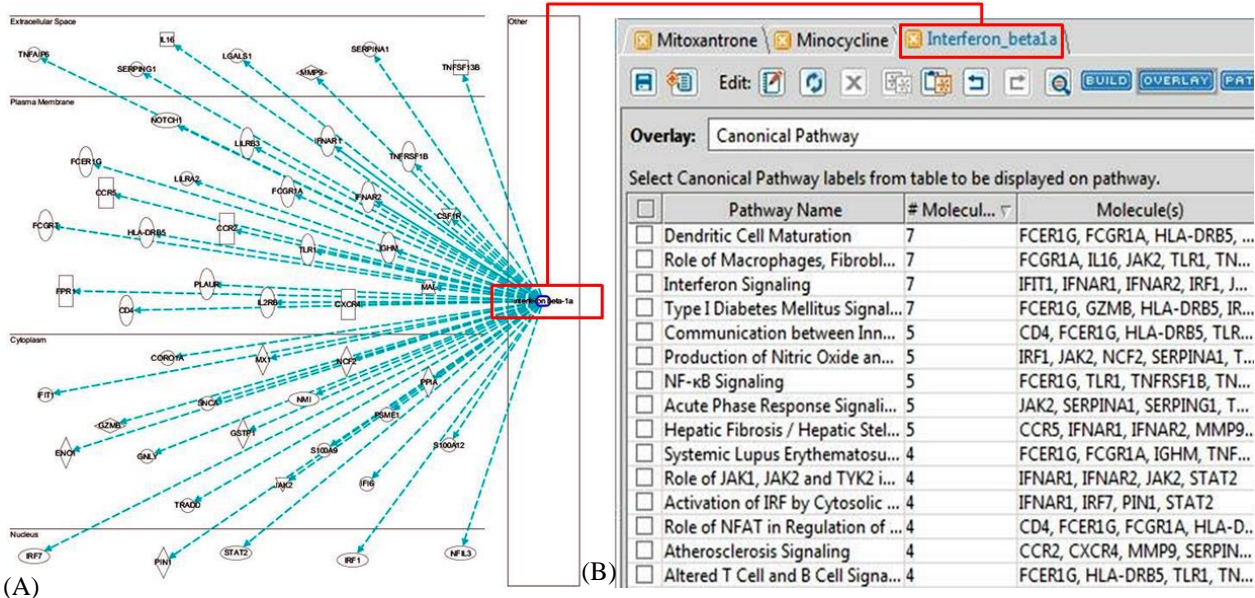 Extracellular Space
Other
IL16
TNFAIP6
LGALS1
SERPINA1
SERPING1
MMP9
TNFSF13B
Plasma Membrane
NOTCH1
LILRB3
IFNAR1
TNFRSF1B
FCER1G
LILRA2
CCR5
FCGR1A
IFNAR2
CSF1R
HLA-DRB5
CCR2
TLR1
IGHM
PLAUR
MAL
FPR1
IL2RB
CXCR4
CD4
interferon beta-1a
Cytoplasm
CORO1A
MX1
NCF2
PPIA
IFIT1
SNCA
NMI
PSME1
GZMB
GSTP1
ENO1
GNLY
S100A9
S100A12
JAK2
IFI6
TRADD
Nucleus
IRF7
PIN1
STAT2
IRF1
NFIL3
(A)
Mitoxantrone
Minocycline
Interferon_beta1a
Edit:
BUILD
OVERLAY
PAT
Overlay: Canonical Pathway
Select Canonical Pathway labels from table to be displayed on pathway.
Pathway Name # Molecul... Molecule(s)
Dendritic Cell Maturation 7 FCER1G, FCGR1A, HLA-DRB5, ...
Role of Macrophages, Fibrobl... 7 FCGR1A, IL16, JAK2, TLR1, TN...
Interferon Signaling 7 IFIT1, IFNAR1, IFNAR2, IRF1, J...
Type I Diabetes Mellitus Signal... 7 FCER1G, GZMB, HLA-DRB5, IR...
Communication between Inn... 5 CD4, FCER1G, HLA-DRB5, TLR...
Production of Nitric Oxide an... 5 IRF1, JAK2, NCF2, SERPINA1, T...
NF-κB Signaling 5 FCER1G, TLR1, TNFRSF1B, TN...
Acute Phase Response Signali... 5 JAK2, SERPINA1, SERPING1, T...
Hepatic Fibrosis / Hepatic Stel... 5 CCR5, IFNAR1, IFNAR2, MMP9...
Systemic Lupus Erythematosu... 4 FCER1G, FCGR1A, IGHM, TNF...
Role of JAK1, JAK2 and TYK2 i... 4 IFNAR1, IFNAR2, JAK2, STAT2
Activation of IRF by Cytosolic ... 4 IFNAR1, IRF7, PIN1, STAT2
Role of NFAT in Regulation of ... 4 CD4, FCER1G, FCGR1A, HLA-D...
Atherosclerosis Signaling 4 CCR2, CXCR4, MMP9, SERPIN...
Altered T Cell and B Cell Signa... 4 FCER1G, HLA-DRB5, TLR1, TN...
(B)